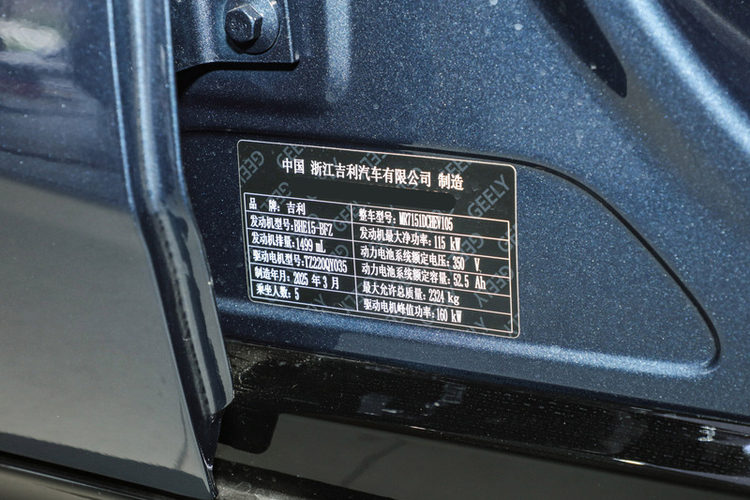 中国 浙江吉利汽车有限公司 制造
品 牌: 吉利
整车型号: MR7151DCHEV105
发动机型号: BHE15-BFZ
发动机最大净功率: 115 kW
发动机排量: 1499 mL
动力电池系统额定电压: 350 V
驱动电机型号: TZ220QY035
动力电池系统额定容量: 52.5 Ah
制造年月: 2025 年 3 月
最大允许总质量: 2324 kg
乘坐人数: 5
驱动电机峰值功率: 160 kW
GEELY